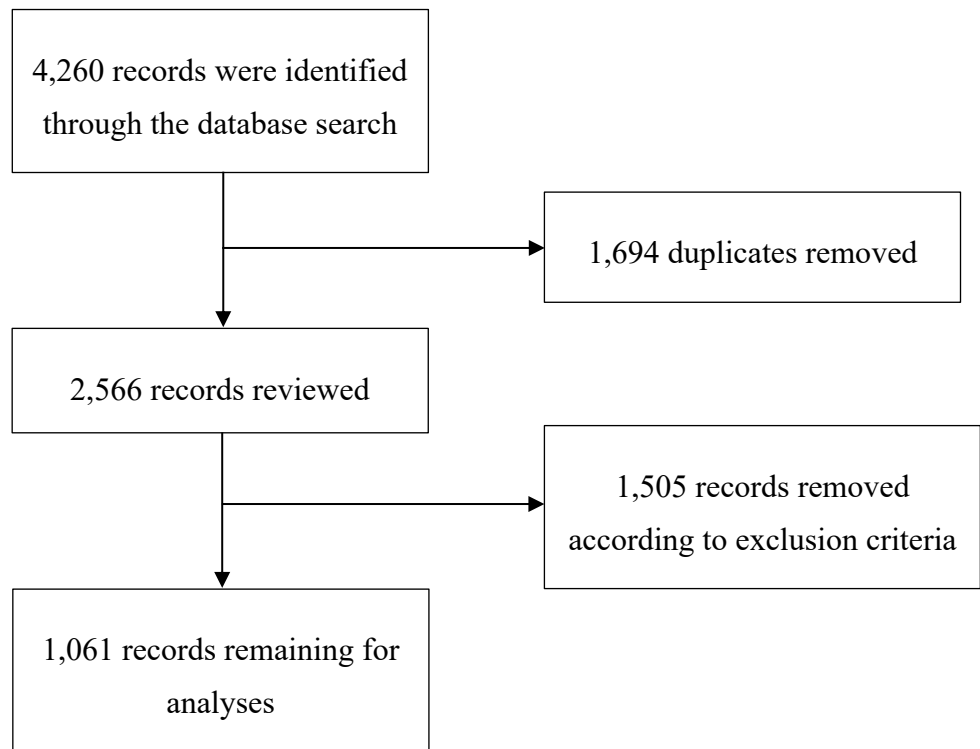 4,260 records were identified
through the database search
1,694 duplicates removed
2,566 records reviewed
1,505 records removed
according to exclusion criteria
1,061 records remaining for
analyses